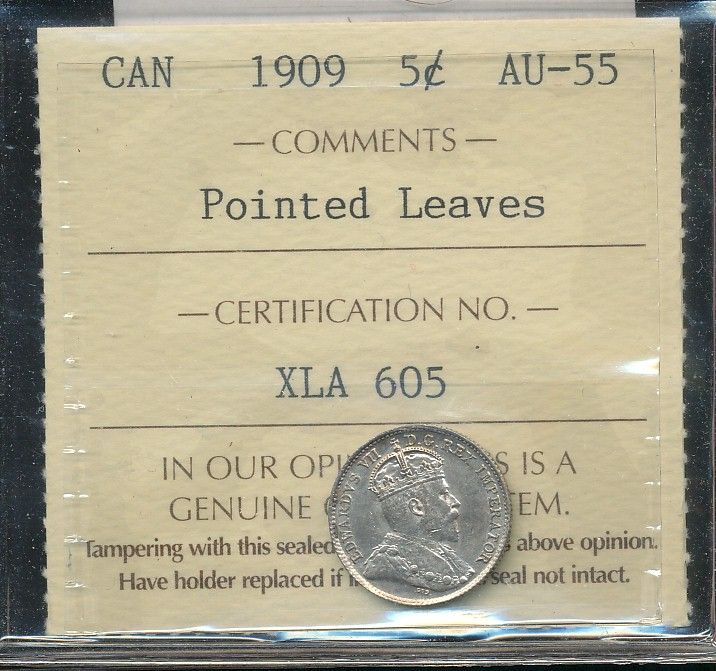 CAN 1909 5¢ AU-55
— COMMENTS —
Pointed Leaves
— CERTIFICATION NO. —
XLA 605
IN OUR OPI S IS A
GENUINE TEM.
Tampering with this sealed above opinion.
Have holder replaced if seal not intact.
EDWARDVS VII D.G. REX IMPERATOR